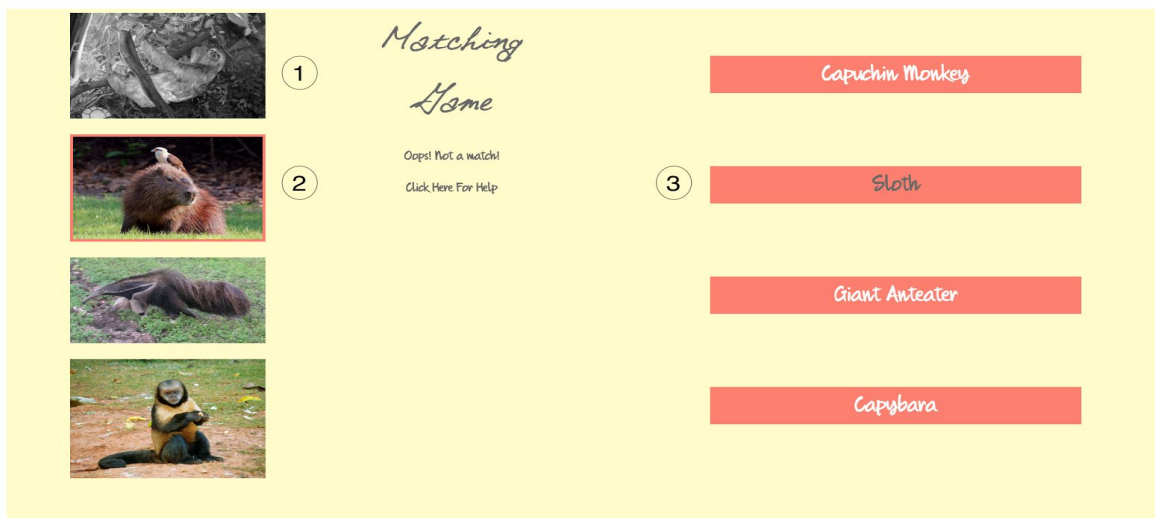 1
Matching
Game
Oops! Not a match!
Click Here For Help
2
3
Capuchin Monkey
Sloth
Giant Anteater
Capybara